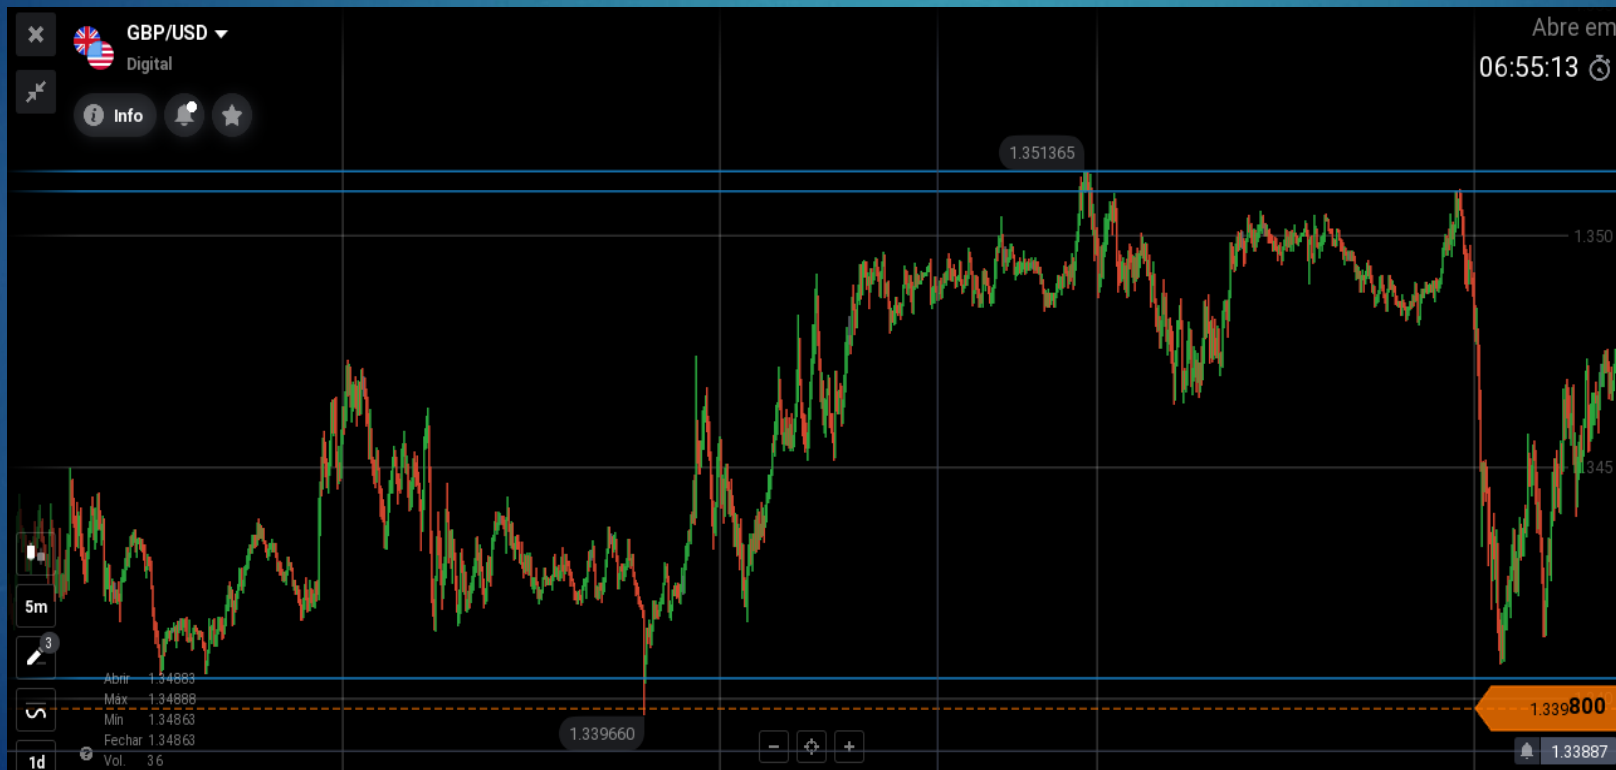 GBP/USD
Digital
Info
Abre em
06:55:13
1.351365
1.350
1.345
5m
3
Abrir 1.34883
Máx 1.34888
Mín 1.34863
Fechar 1.34863
Vol. 36
1d
1.339660
1.339800
1.33887